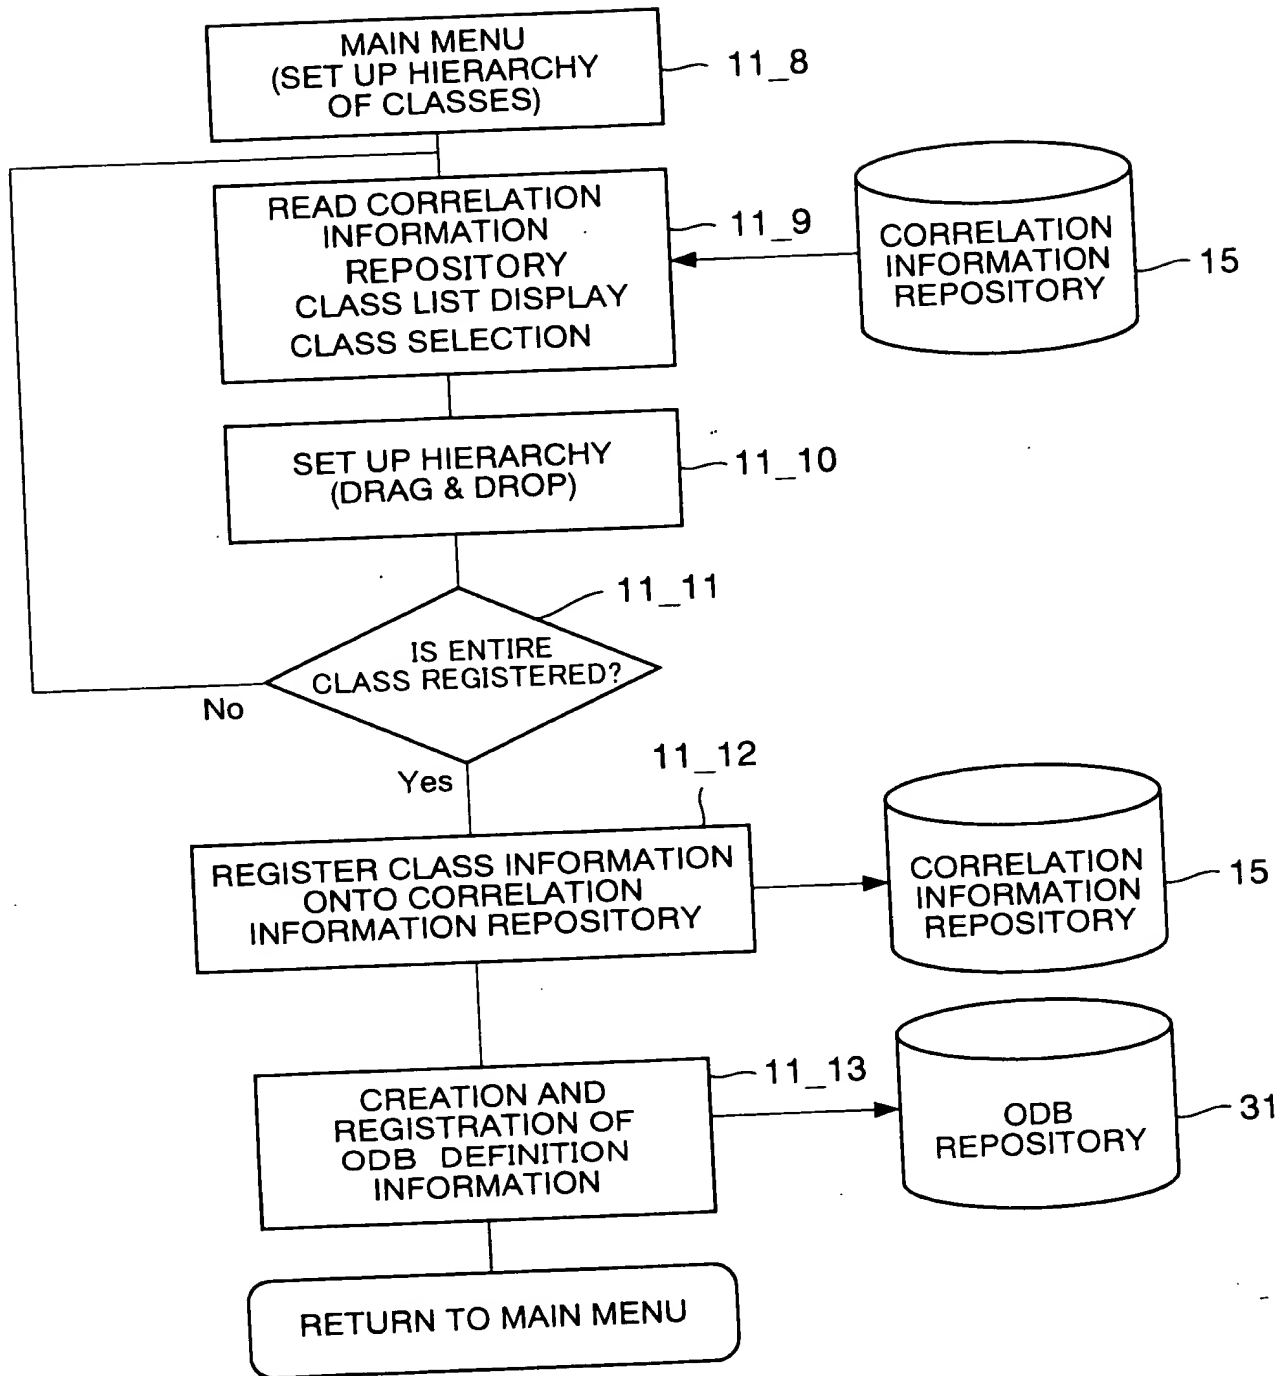 MAIN MENU
(SET UP HIERARCHY
OF CLASSES)
11_8
READ CORRELATION
INFORMATION
REPOSITORY
CLASS LIST DISPLAY
CLASS SELECTION
11_9
CORRELATION
INFORMATION
REPOSITORY
15
SET UP HIERARCHY
(DRAG & DROP)
11_10
IS ENTIRE
CLASS REGISTERED?
11_11
No
Yes
REGISTER CLASS INFORMATION
ONTO CORRELATION
INFORMATION REPOSITORY
11_12
CORRELATION
INFORMATION
REPOSITORY
15
CREATION AND
REGISTRATION OF
ODB DEFINITION
INFORMATION
11_13
ODB
REPOSITORY
31
RETURN TO MAIN MENU